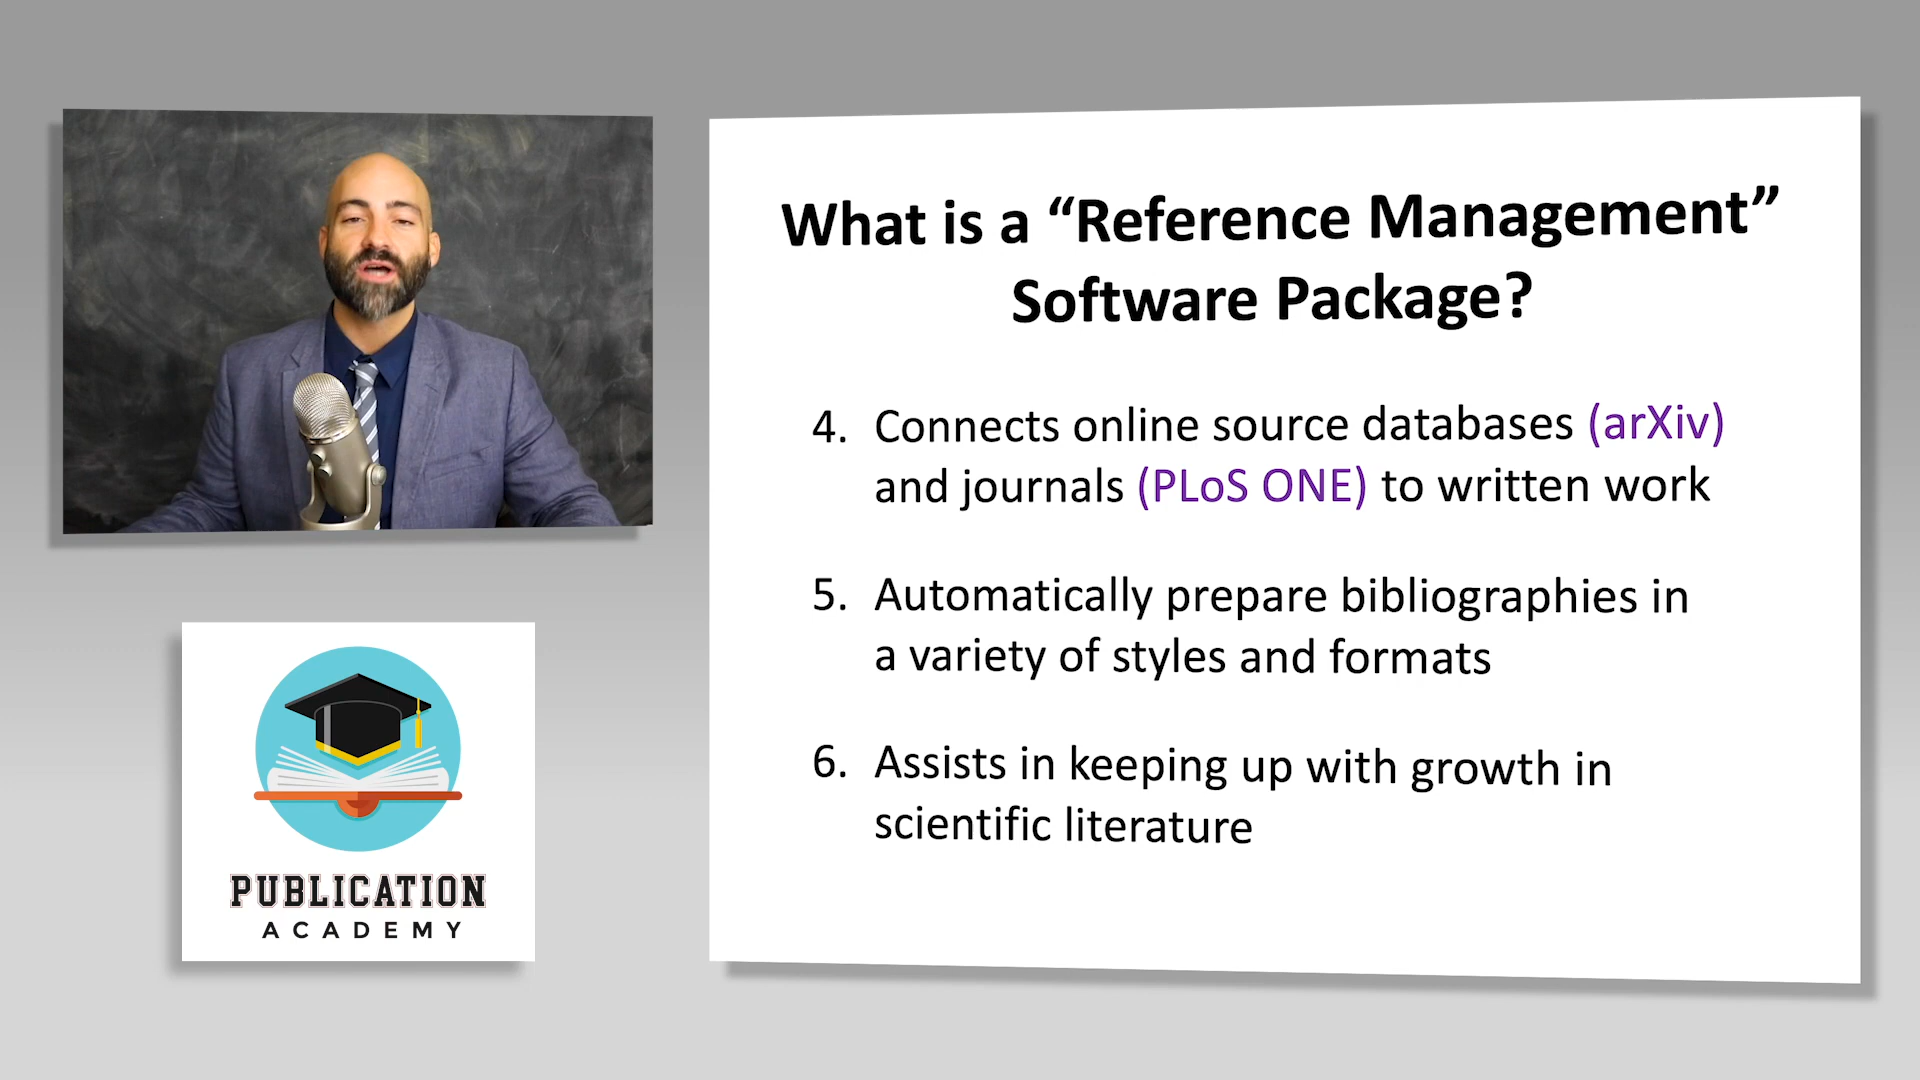 What is a “Reference Management”
Software Package?
4. Connects online source databases (arXiv)
and journals (PLoS ONE) to written work
5. Automatically prepare bibliographies in
a variety of styles and formats
6. Assists in keeping up with growth in
scientific literature
PUBLICATION
ACADEMY